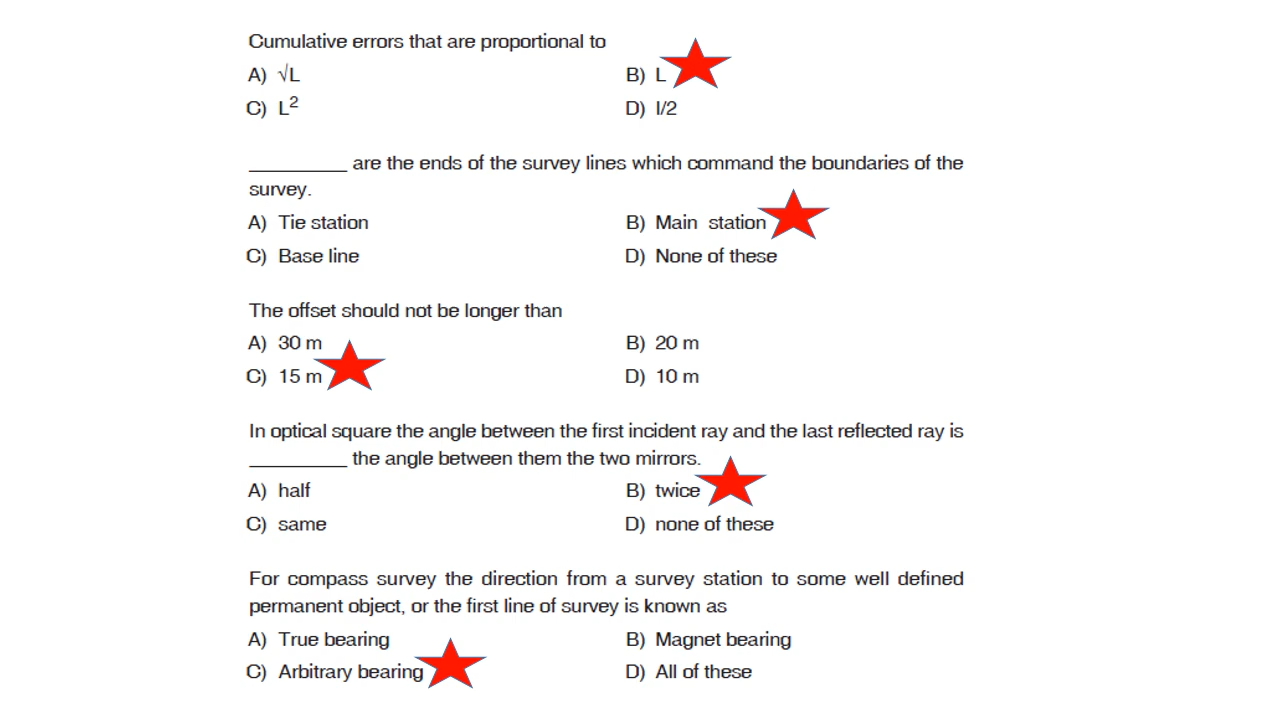 Cumulative errors that are proportional to
A) √L B) L
C) L² D) l/2
_________ are the ends of the survey lines which command the boundaries of the
survey.
A) Tie station B) Main station
C) Base line D) None of these
The offset should not be longer than
A) 30 m B) 20 m
C) 15 m D) 10 m
In optical square the angle between the first incident ray and the last reflected ray is
_________ the angle between them the two mirrors.
A) half B) twice
C) same D) none of these
For compass survey the direction from a survey station to some well defined
permanent object, or the first line of survey is known as
A) True bearing B) Magnet bearing
C) Arbitrary bearing D) All of these